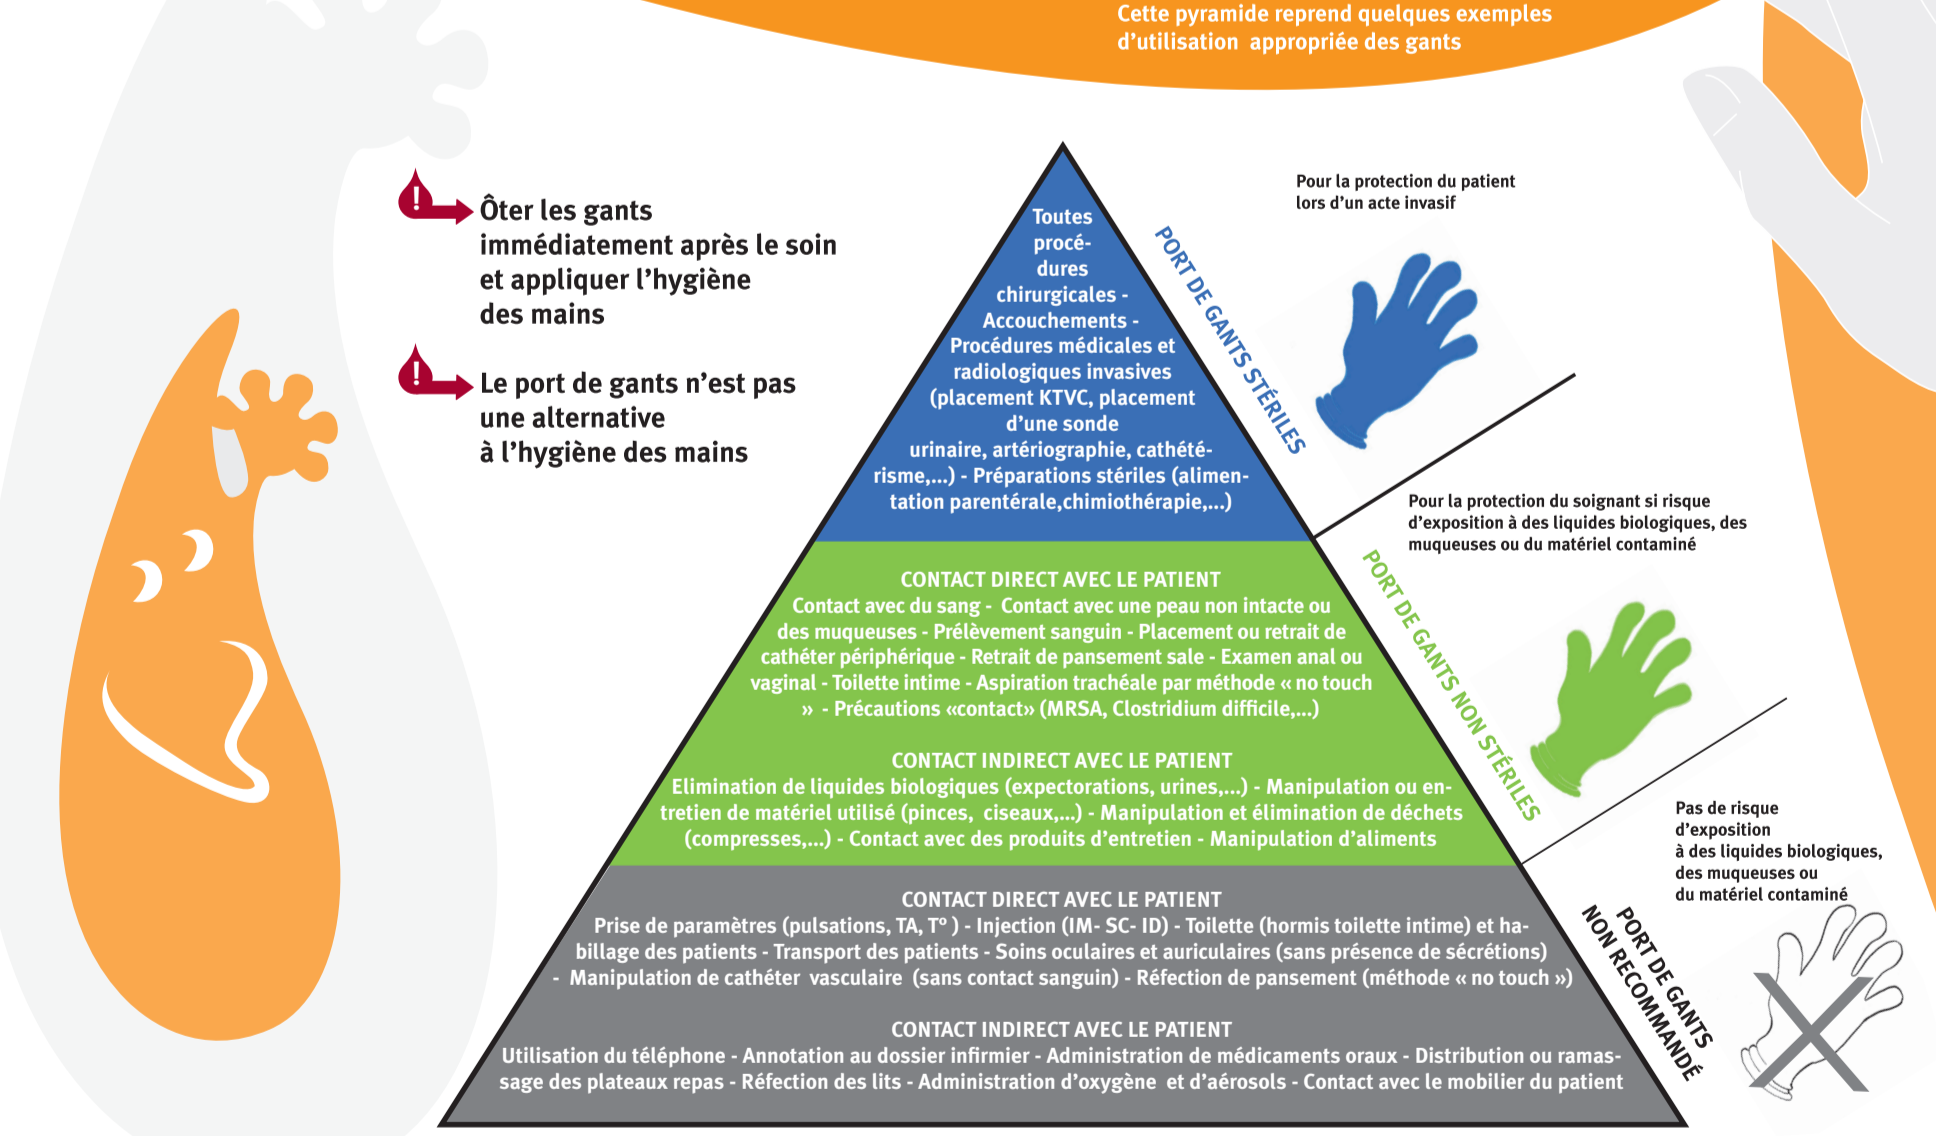 Cette pyramide reprend quelques exemples
d'utilisation appropriée des gants
! Ôter les gants
immédiatement après le soin
et appliquer l'hygiène
des mains
! Le port de gants n'est pas
une alternative
à l'hygiène des mains
Toutes
procé-
dures
chirurgicales -
Accouchements -
Procédures médicales et
radiologiques invasives
(placement KTVC, placement
d'une sonde
urinaire, artériographie, cathété-
risme,...) - Préparations stériles (alimen-
tation parentérale,chimiothérapie,...)
PORT DE GANTS STÉRILES
Pour la protection du patient
lors d'un acte invasif
CONTACT DIRECT AVEC LE PATIENT
Contact avec du sang - Contact avec une peau non intacte ou
des muqueuses - Prélèvement sanguin - Placement ou retrait de
cathéter périphérique - Retrait de pansement sale - Examen anal ou
vaginal - Toilette intime - Aspiration trachéale par méthode « no touch
» - Précautions «contact» (MRSA, Clostridium difficile,...)
CONTACT INDIRECT AVEC LE PATIENT
Elimination de liquides biologiques (expectorations, urines,...) - Manipulation ou en-
tretien de matériel utilisé (pinces, ciseaux,...) - Manipulation et élimination de déchets
(compresses,...) - Contact avec des produits d'entretien - Manipulation d'aliments
PORT DE GANTS NON STÉRILES
Pour la protection du soignant si risque
d'exposition à des liquides biologiques, des
muqueuses ou du matériel contaminé
CONTACT DIRECT AVEC LE PATIENT
Prise de paramètres (pulsations, TA, T° ) - Injection (IM- SC- ID) - Toilette (hormis toilette intime) et ha-
billage des patients - Transport des patients - Soins oculaires et auriculaires (sans présence de sécrétions)
- Manipulation de cathéter vasculaire (sans contact sanguin) - Réfection de pansement (méthode « no touch »)
CONTACT INDIRECT AVEC LE PATIENT
Utilisation du téléphone - Annotation au dossier infirmier - Administration de médicaments oraux - Distribution ou ramas-
sage des plateaux repas - Réfection des lits - Administration d'oxygène et d'aérosols - Contact avec le mobilier du patient
PORT DE GANTS
NON RECOMMANDÉ
Pas de risque
d'exposition
à des liquides biologiques,
des muqueuses ou
du matériel contaminé